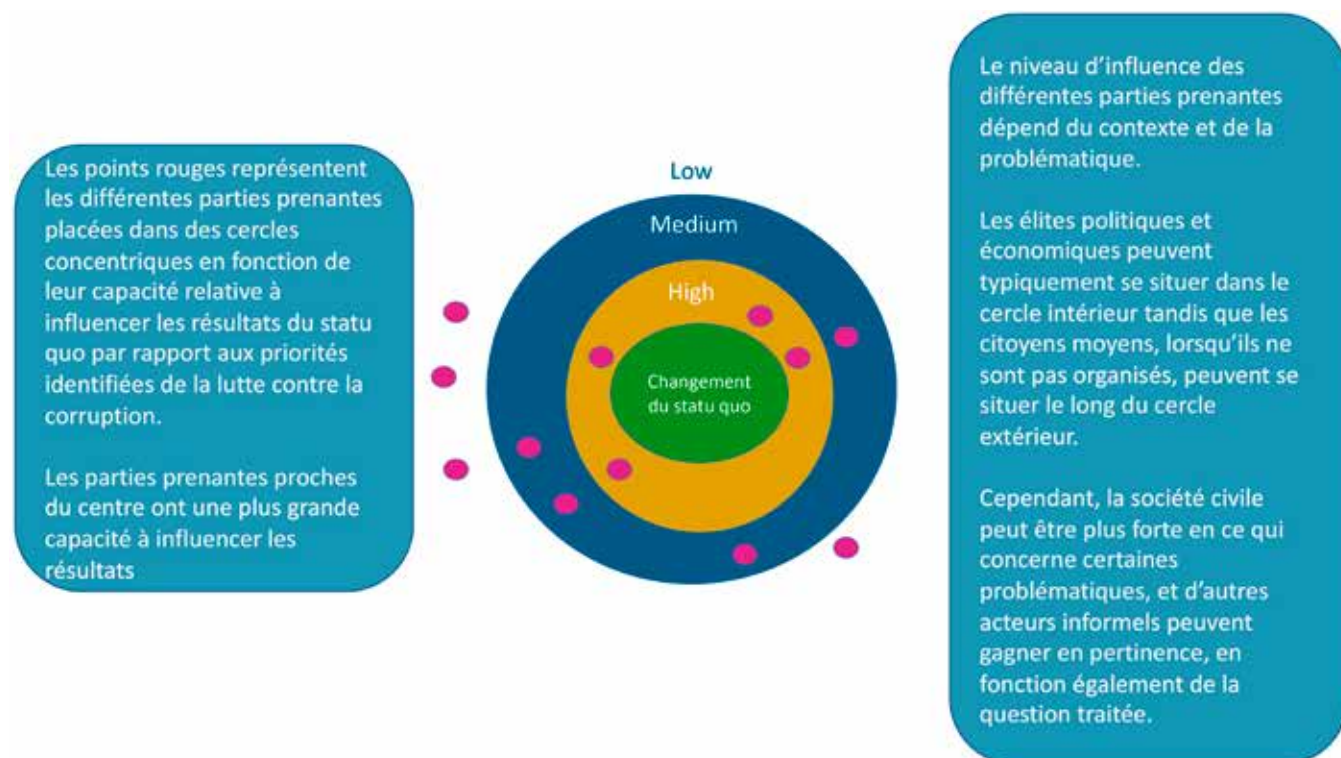 Les points rouges représentent
les différentes parties prenantes
placées dans des cercles
concentriques en fonction de
leur capacité relative à
influencer les résultats du statu
quo par rapport aux priorités
identifiées de la lutte contre la
corruption.
Les parties prenantes proches
du centre ont une plus grande
capacité à influencer les
résultats
Low
Medium
High
Changement
du statu quo
Le niveau d’influence des
différentes parties prenantes
dépend du contexte et de la
problématique.
Les élites politiques et
économiques peuvent
typiquement se situer dans le
cercle intérieur tandis que les
citoyens moyens, lorsqu’ils ne
sont pas organisés, peuvent se
situer le long du cercle
extérieur.
Cependant, la société civile
peut être plus forte en ce qui
concerne certaines
problématiques, et d’autres
acteurs informels peuvent
gagner en pertinence, en
fonction également de la
question traitée.